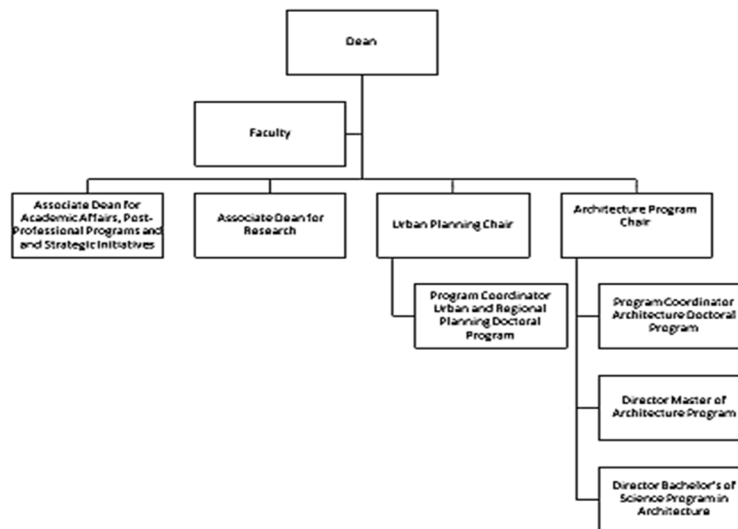 Dean
Faculty
Associate Dean for
Academic Affairs, Post-
Professional Programs and
and Strategic Initiatives
Associate Dean for
Research
Urban Planning Chair
Architecture Program
Chair
Program Coordinator
Urban and Regional
Planning Doctoral
Program
Program Coordinator
Architecture Doctoral
Program
Director Master of
Architecture Program
Director Bachelor's of
Science Program in
Architecture